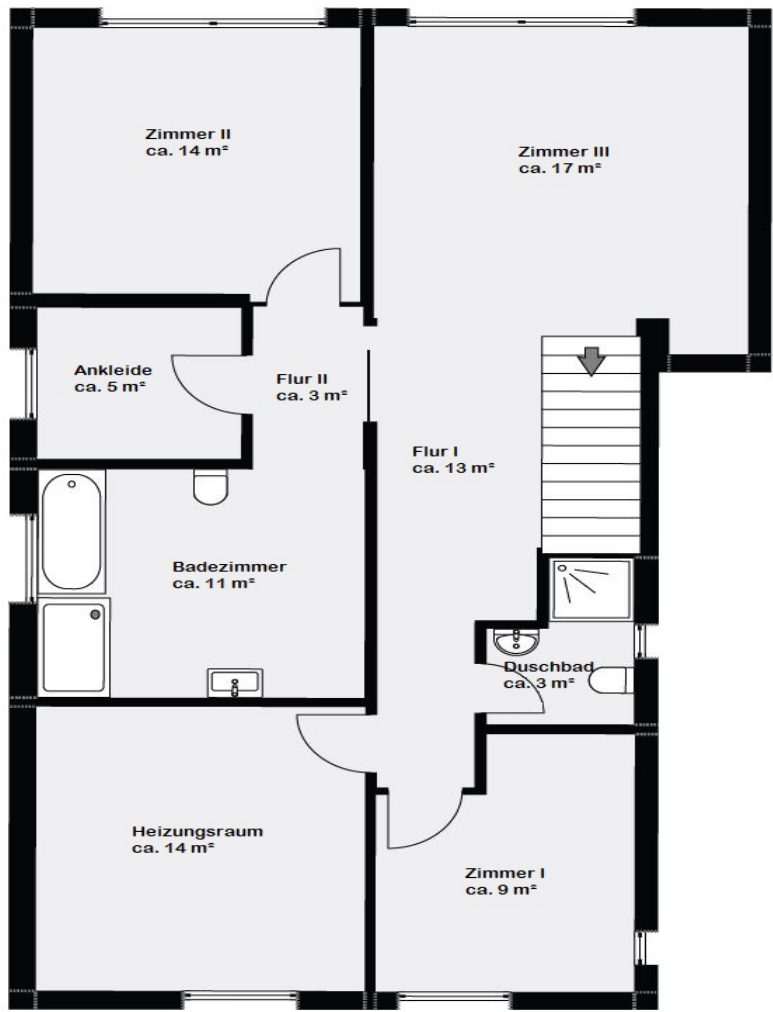 Zimmer II
ca. 14 m²
Zimmer III
ca. 17 m²
Ankleide
ca. 5 m²
Flur II
ca. 3 m²
Flur I
ca. 13 m²
Badezimmer
ca. 11 m²
Duschbad
ca. 3 m²
Heizungsraum
ca. 14 m²
Zimmer I
ca. 9 m²